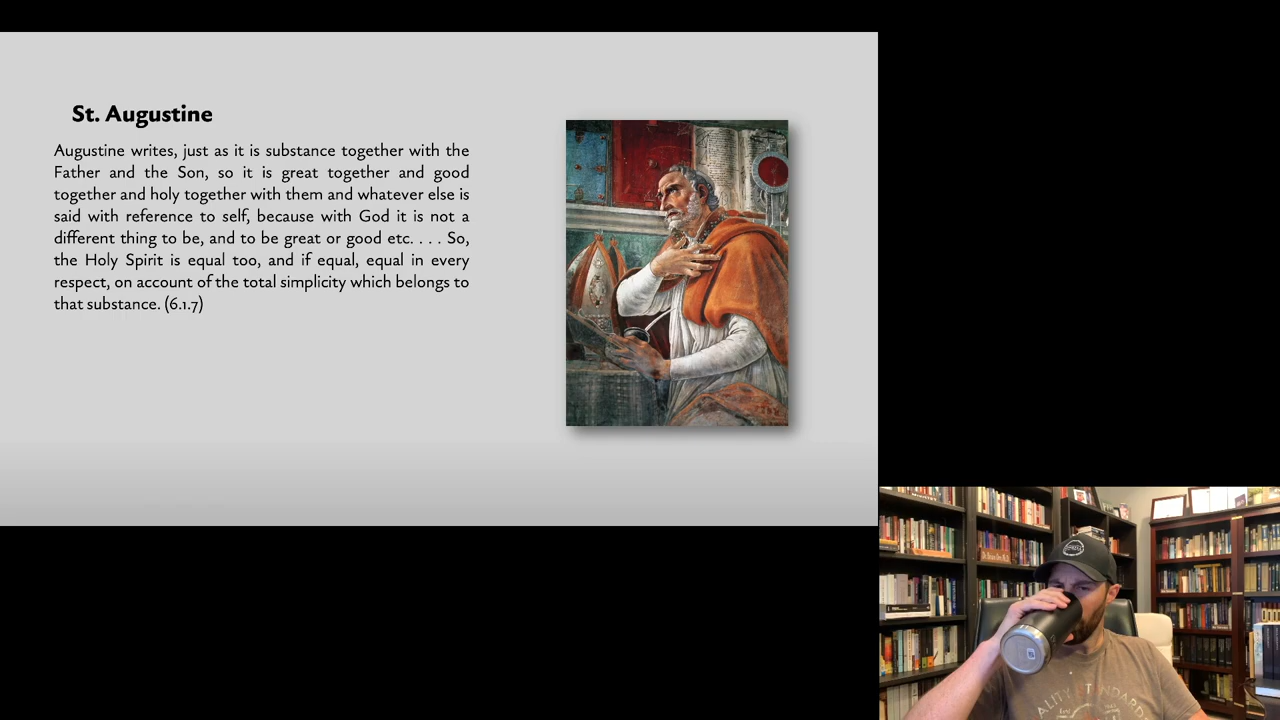 St. Augustine
Augustine writes, just as it is substance together with the
Father and the Son, so it is great together and good
together and holy together with them and whatever else is
said with reference to self, because with God it is not a
different thing to be, and to be great or good etc. . . . So,
the Holy Spirit is equal too, and if equal, equal in every
respect, on account of the total simplicity which belongs to
that substance. (6.1.7)